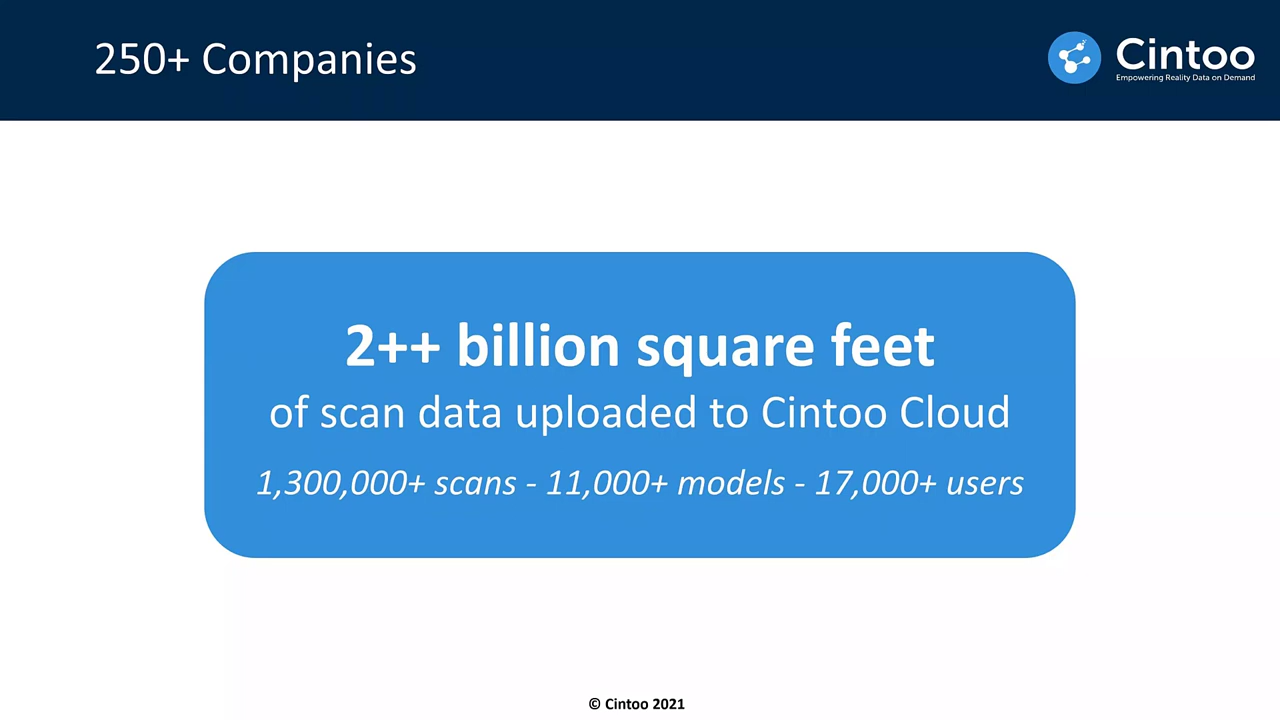 250+ Companies
Cintoo
Empowering Reality Data on Demand
2++ billion square feet
of scan data uploaded to Cintoo Cloud
1,300,000+ scans - 11,000+ models - 17,000+ users
© Cintoo 2021